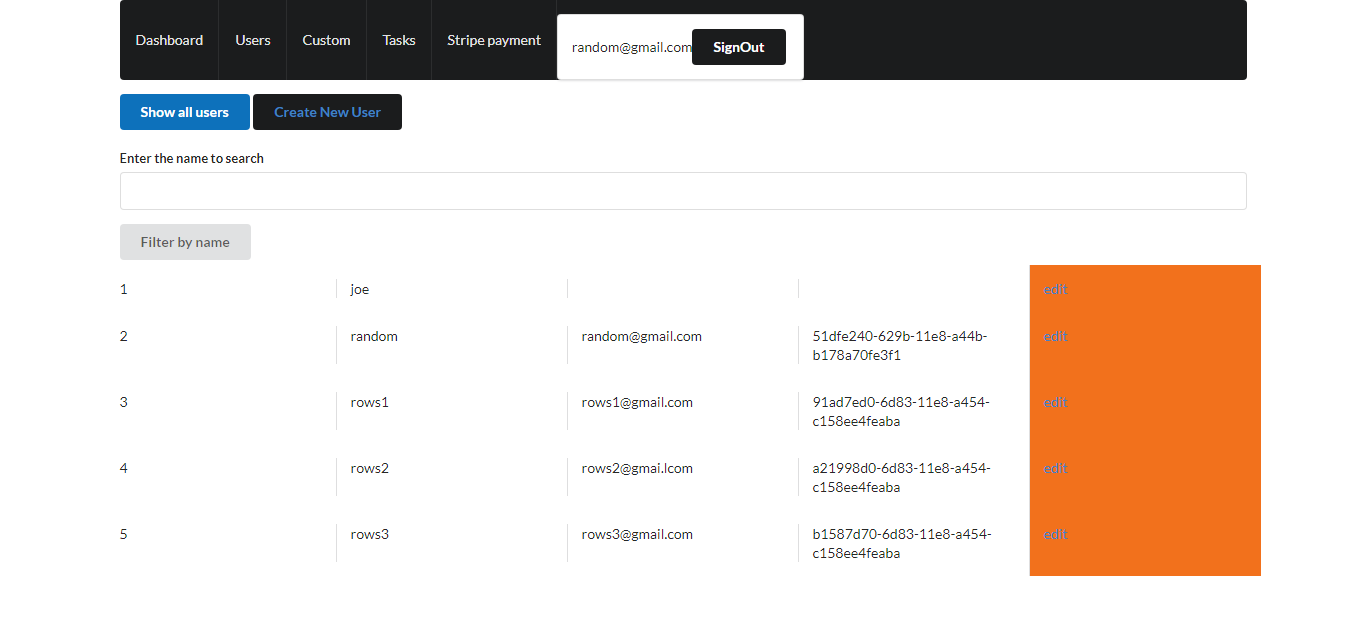 Dashboard Users Custom Tasks Stripe payment random@gmail.com SignOut
Show all users Create New User
Enter the name to search
Filter by name
1 joe edit
2 random random@gmail.com 51dfe240-629b-11e8-a44b-
b178a70fe3f1 edit
3 rows1 rows1@gmail.com 91ad7ed0-6d83-11e8-a454-
c158ee4feaba edit
4 rows2 rows2@gmai.lcom a21998d0-6d83-11e8-a454-
c158ee4feaba edit
5 rows3 rows3@gmail.com b1587d70-6d83-11e8-a454-
c158ee4feaba edit